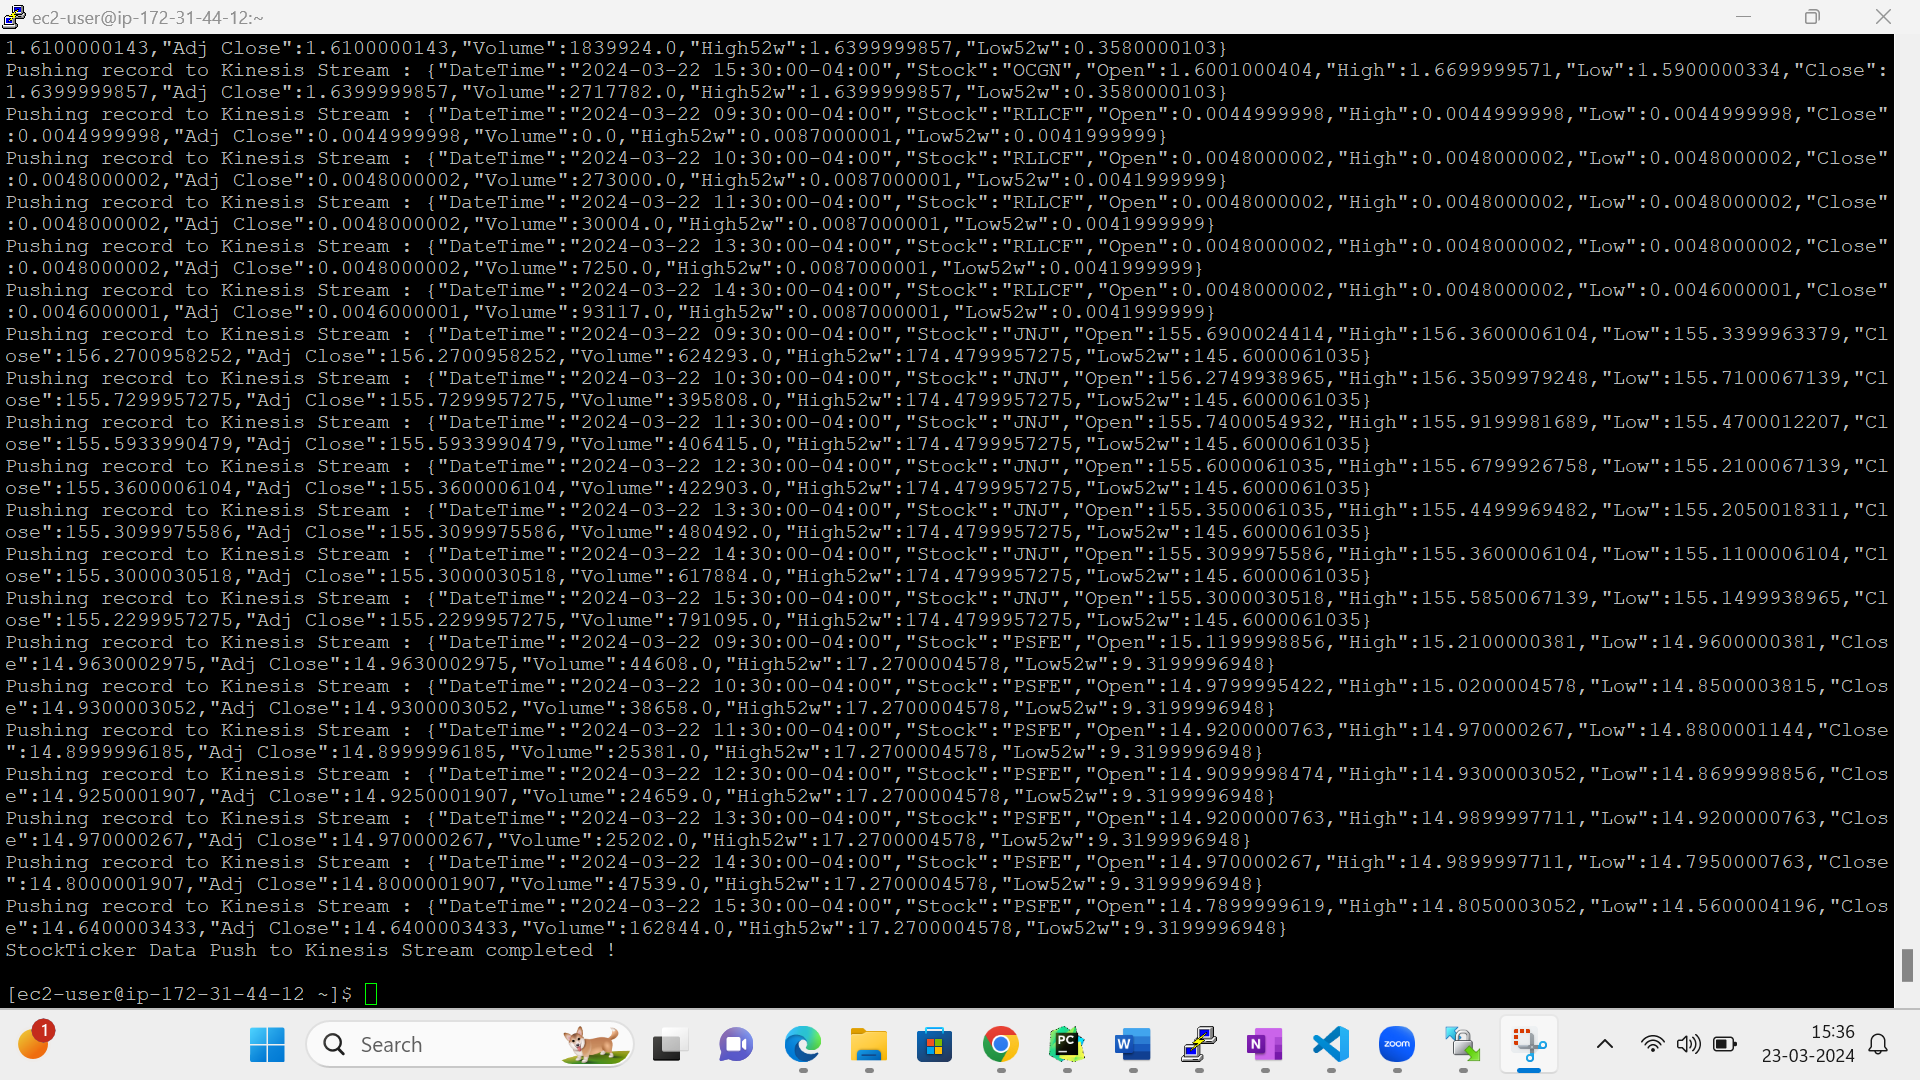 ec2-user@ip-172-31-44-12:~
1.6100000143,"Adj Close":1.6100000143,"Volume":1839924.0,"High52w":1.6399999857,"Low52w":0.3580000103}
Pushing record to Kinesis Stream : {"DateTime":"2024-03-22 15:30:00-04:00","Stock":"OCGN","Open":1.6001000404,"High":1.6699999571,"Low":1.5900000334,"Close":
1.6399999857,"Adj Close":1.6399999857,"Volume":2717782.0,"High52w":1.6399999857,"Low52w":0.3580000103}
Pushing record to Kinesis Stream : {"DateTime":"2024-03-22 09:30:00-04:00","Stock":"RLLCF","Open":0.0044999998,"High":0.0044999998,"Low":0.0044999998,"Close"
:0.0044999998,"Adj Close":0.0044999998,"Volume":0.0,"High52w":0.0087000001,"Low52w":0.0041999999}
Pushing record to Kinesis Stream : {"DateTime":"2024-03-22 10:30:00-04:00","Stock":"RLLCF","Open":0.0048000002,"High":0.0048000002,"Low":0.0048000002,"Close"
:0.0048000002,"Adj Close":0.0048000002,"Volume":273000.0,"High52w":0.0087000001,"Low52w":0.0041999999}
Pushing record to Kinesis Stream : {"DateTime":"2024-03-22 11:30:00-04:00","Stock":"RLLCF","Open":0.0048000002,"High":0.0048000002,"Low":0.0048000002,"Close"
:0.0048000002,"Adj Close":0.0048000002,"Volume":30004.0,"High52w":0.0087000001,"Low52w":0.0041999999}
Pushing record to Kinesis Stream : {"DateTime":"2024-03-22 13:30:00-04:00","Stock":"RLLCF","Open":0.0048000002,"High":0.0048000002,"Low":0.0048000002,"Close"
:0.0048000002,"Adj Close":0.0048000002,"Volume":7250.0,"High52w":0.0087000001,"Low52w":0.0041999999}
Pushing record to Kinesis Stream : {"DateTime":"2024-03-22 14:30:00-04:00","Stock":"RLLCF","Open":0.0048000002,"High":0.0048000002,"Low":0.0046000001,"Close"
:0.0046000001,"Adj Close":0.0046000001,"Volume":93117.0,"High52w":0.0087000001,"Low52w":0.0041999999}
Pushing record to Kinesis Stream : {"DateTime":"2024-03-22 09:30:00-04:00","Stock":"JNJ","Open":155.6900024414,"High":156.3600006104,"Low":155.3399963379,"Cl
ose":156.2700958252,"Adj Close":156.2700958252,"Volume":624293.0,"High52w":174.4799957275,"Low52w":145.6000061035}
Pushing record to Kinesis Stream : {"DateTime":"2024-03-22 10:30:00-04:00","Stock":"JNJ","Open":156.2749938965,"High":156.3509979248,"Low":155.7100067139,"Cl
ose":155.7299957275,"Adj Close":155.7299957275,"Volume":395808.0,"High52w":174.4799957275,"Low52w":145.6000061035}
Pushing record to Kinesis Stream : {"DateTime":"2024-03-22 11:30:00-04:00","Stock":"JNJ","Open":155.7400054932,"High":155.9199981689,"Low":155.4700012207,"Cl
ose":155.5933990479,"Adj Close":155.5933990479,"Volume":406415.0,"High52w":174.4799957275,"Low52w":145.6000061035}
Pushing record to Kinesis Stream : {"DateTime":"2024-03-22 12:30:00-04:00","Stock":"JNJ","Open":155.6000061035,"High":155.6799926758,"Low":155.2100067139,"Cl
ose":155.3600006104,"Adj Close":155.3600006104,"Volume":422903.0,"High52w":174.4799957275,"Low52w":145.6000061035}
Pushing record to Kinesis Stream : {"DateTime":"2024-03-22 13:30:00-04:00","Stock":"JNJ","Open":155.3500061035,"High":155.4499969482,"Low":155.2050018311,"Cl
ose":155.3099975586,"Adj Close":155.3099975586,"Volume":480492.0,"High52w":174.4799957275,"Low52w":145.6000061035}
Pushing record to Kinesis Stream : {"DateTime":"2024-03-22 14:30:00-04:00","Stock":"JNJ","Open":155.3099975586,"High":155.3600006104,"Low":155.1100006104,"Cl
ose":155.3000030518,"Adj Close":155.3000030518,"Volume":617884.0,"High52w":174.4799957275,"Low52w":145.6000061035}
Pushing record to Kinesis Stream : {"DateTime":"2024-03-22 15:30:00-04:00","Stock":"JNJ","Open":155.3000030518,"High":155.5850067139,"Low":155.1499938965,"Cl
ose":155.2299957275,"Adj Close":155.2299957275,"Volume":791095.0,"High52w":174.4799957275,"Low52w":145.6000061035}
Pushing record to Kinesis Stream : {"DateTime":"2024-03-22 09:30:00-04:00","Stock":"PSFE","Open":15.1199998856,"High":15.2100000381,"Low":14.9600000381,"Clos
e":14.9630002975,"Adj Close":14.9630002975,"Volume":44608.0,"High52w":17.2700004578,"Low52w":9.3199996948}
Pushing record to Kinesis Stream : {"DateTime":"2024-03-22 10:30:00-04:00","Stock":"PSFE","Open":14.9799995422,"High":15.0200004578,"Low":14.8500003815,"Clos
e":14.9300003052,"Adj Close":14.9300003052,"Volume":38658.0,"High52w":17.2700004578,"Low52w":9.3199996948}
Pushing record to Kinesis Stream : {"DateTime":"2024-03-22 11:30:00-04:00","Stock":"PSFE","Open":14.9200000763,"High":14.970000267,"Low":14.8800001144,"Close
":14.8999996185,"Adj Close":14.8999996185,"Volume":25381.0,"High52w":17.2700004578,"Low52w":9.3199996948}
Pushing record to Kinesis Stream : {"DateTime":"2024-03-22 12:30:00-04:00","Stock":"PSFE","Open":14.9099998474,"High":14.9300003052,"Low":14.8699998856,"Clos
e":14.9250001907,"Adj Close":14.9250001907,"Volume":24659.0,"High52w":17.2700004578,"Low52w":9.3199996948}
Pushing record to Kinesis Stream : {"DateTime":"2024-03-22 13:30:00-04:00","Stock":"PSFE","Open":14.9200000763,"High":14.9899997711,"Low":14.9200000763,"Clos
e":14.970000267,"Adj Close":14.970000267,"Volume":25202.0,"High52w":17.2700004578,"Low52w":9.3199996948}
Pushing record to Kinesis Stream : {"DateTime":"2024-03-22 14:30:00-04:00","Stock":"PSFE","Open":14.970000267,"High":14.9899997711,"Low":14.7950000763,"Close
":14.8000001907,"Adj Close":14.8000001907,"Volume":47539.0,"High52w":17.2700004578,"Low52w":9.3199996948}
Pushing record to Kinesis Stream : {"DateTime":"2024-03-22 15:30:00-04:00","Stock":"PSFE","Open":14.7899999619,"High":14.8050003052,"Low":14.5600004196,"Clos
e":14.6400003433,"Adj Close":14.6400003433,"Volume":162844.0,"High52w":17.2700004578,"Low52w":9.3199996948}
StockTicker Data Push to Kinesis Stream completed !
[ec2-user@ip-172-31-44-12 ~]$
1
Search
PC
W
N
zoom
15:36
23-03-2024